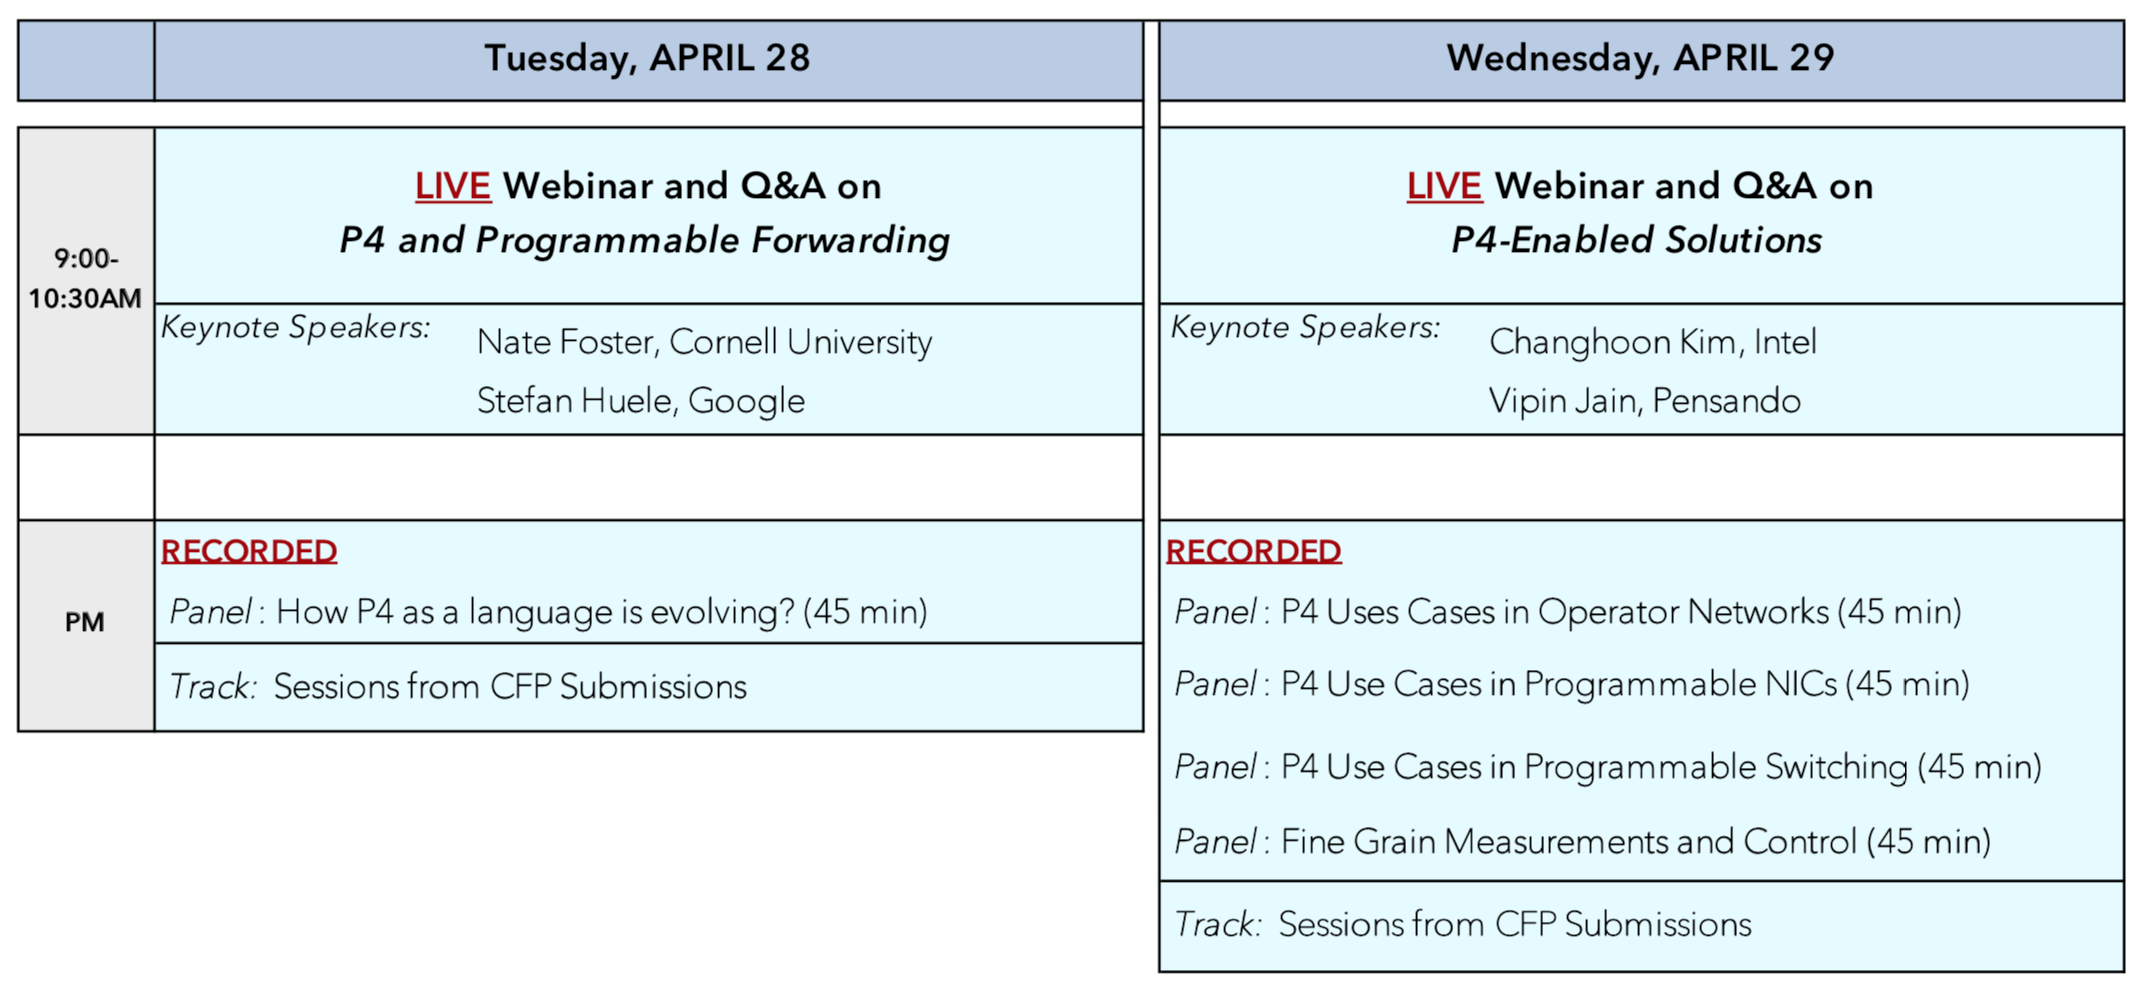 Tuesday, APRIL 28
Wednesday, APRIL 29
9:00-
10:30AM
LIVE Webinar and Q&A on
P4 and Programmable Forwarding
Keynote Speakers:
Nate Foster, Cornell University
Stefan Huele, Google
LIVE Webinar and Q&A on
P4-Enabled Solutions
Keynote Speakers:
Changhoon Kim, Intel
Vipin Jain, Pensando
PM
RECORDED
Panel : How P4 as a language is evolving? (45 min)
Track: Sessions from CFP Submissions
RECORDED
Panel : P4 Uses Cases in Operator Networks (45 min)
Panel : P4 Use Cases in Programmable NICs (45 min)
Panel : P4 Use Cases in Programmable Switching (45 min)
Panel : Fine Grain Measurements and Control (45 min)
Track: Sessions from CFP Submissions